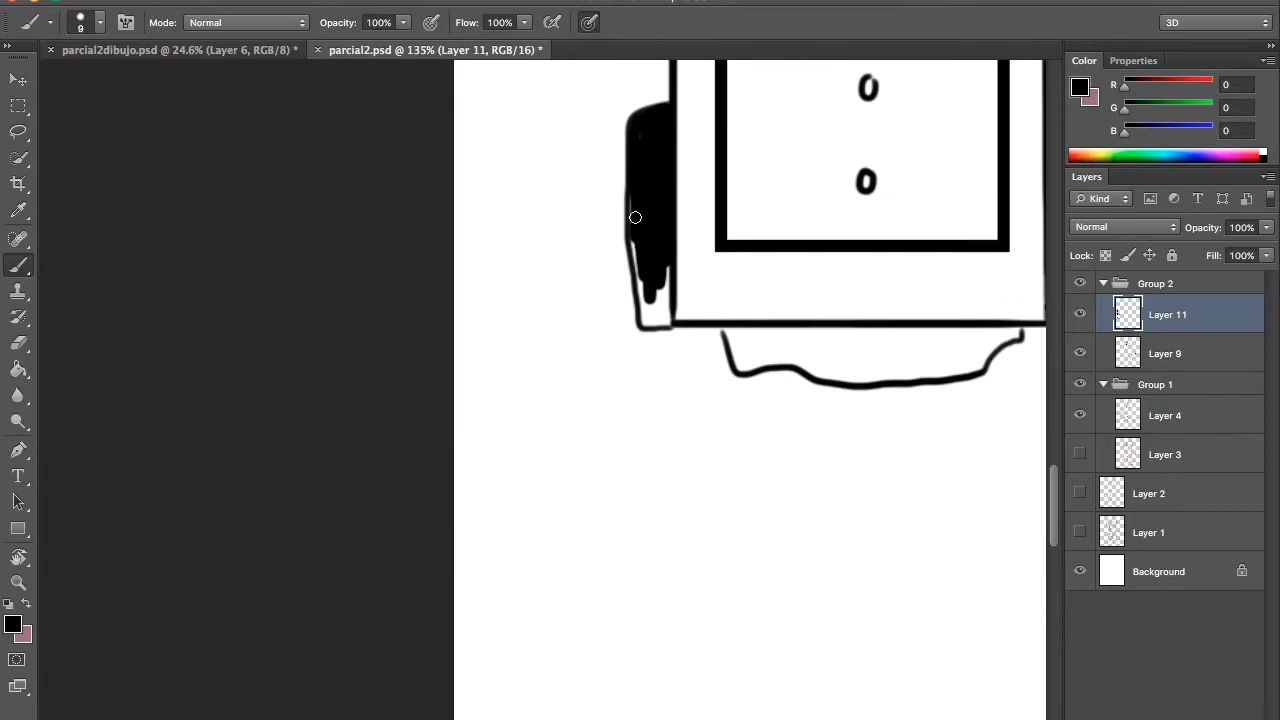 9
Mode: Normal Opacity: 100% Flow: 100% 3D
× parcial2dibujo.psd @ 24.6% (Layer 6, RGB/8) * × parcial2.psd @ 135% (Layer 11, RGB/16) *
Color Properties
R 0
G 0
B 0
Layers
Kind
Normal Opacity: 100%
Lock: Fill: 100%
Group 2
Layer 11
Layer 9
Group 1
Layer 4
Layer 3
Layer 2
Layer 1
Background
0
0